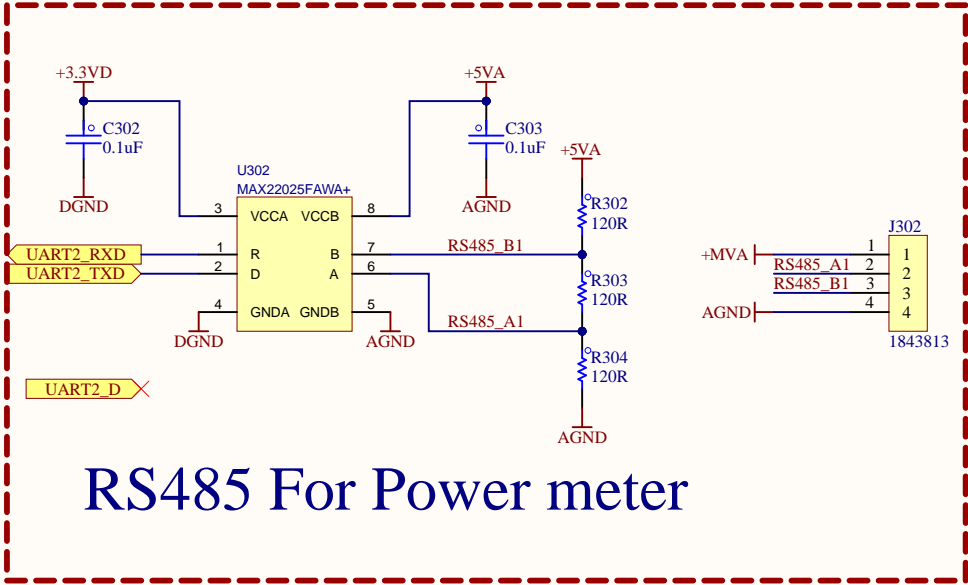 +3.3VD
C302
0.1uF
DGND
+5VA
C303
0.1uF
AGND
+5VA
R302
120R
R303
120R
R304
120R
AGND
U302
MAX22025FAWA+
3 VCCA VCCB 8
1 R B 7
2 D A 6
4 GNDA GNDB 5
UART2_RXD
UART2_TXD
DGND
AGND
RS485_B1
RS485_A1
UART2_D
J302
+MVA 1 1
RS485_A1 2 2
RS485_B1 3 3
AGND 4 4
1843813
RS485 For Power meter